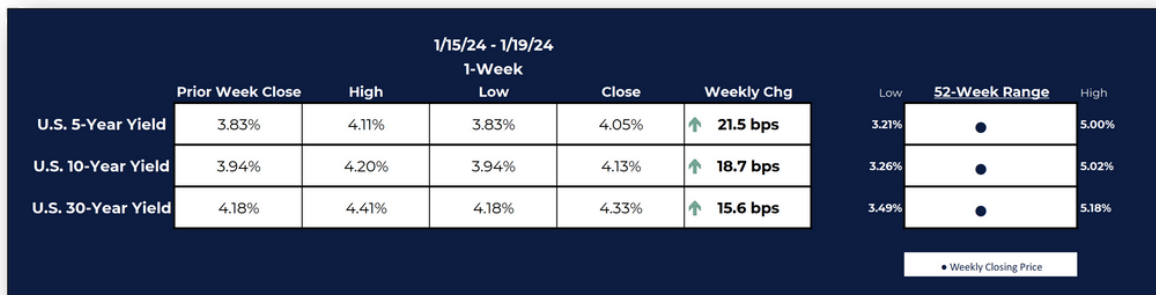 1/15/24 - 1/19/24
1-Week
Prior Week Close High Low Close Weekly Chg Low 52-Week Range High
U.S. 5-Year Yield 3.83% 4.11% 3.83% 4.05% 21.5 bps 3.21% 5.00%
U.S. 10-Year Yield 3.94% 4.20% 3.94% 4.13% 18.7 bps 3.26% 5.02%
U.S. 30-Year Yield 4.18% 4.41% 4.18% 4.33% 15.6 bps 3.49% 5.18%
Weekly Closing Price